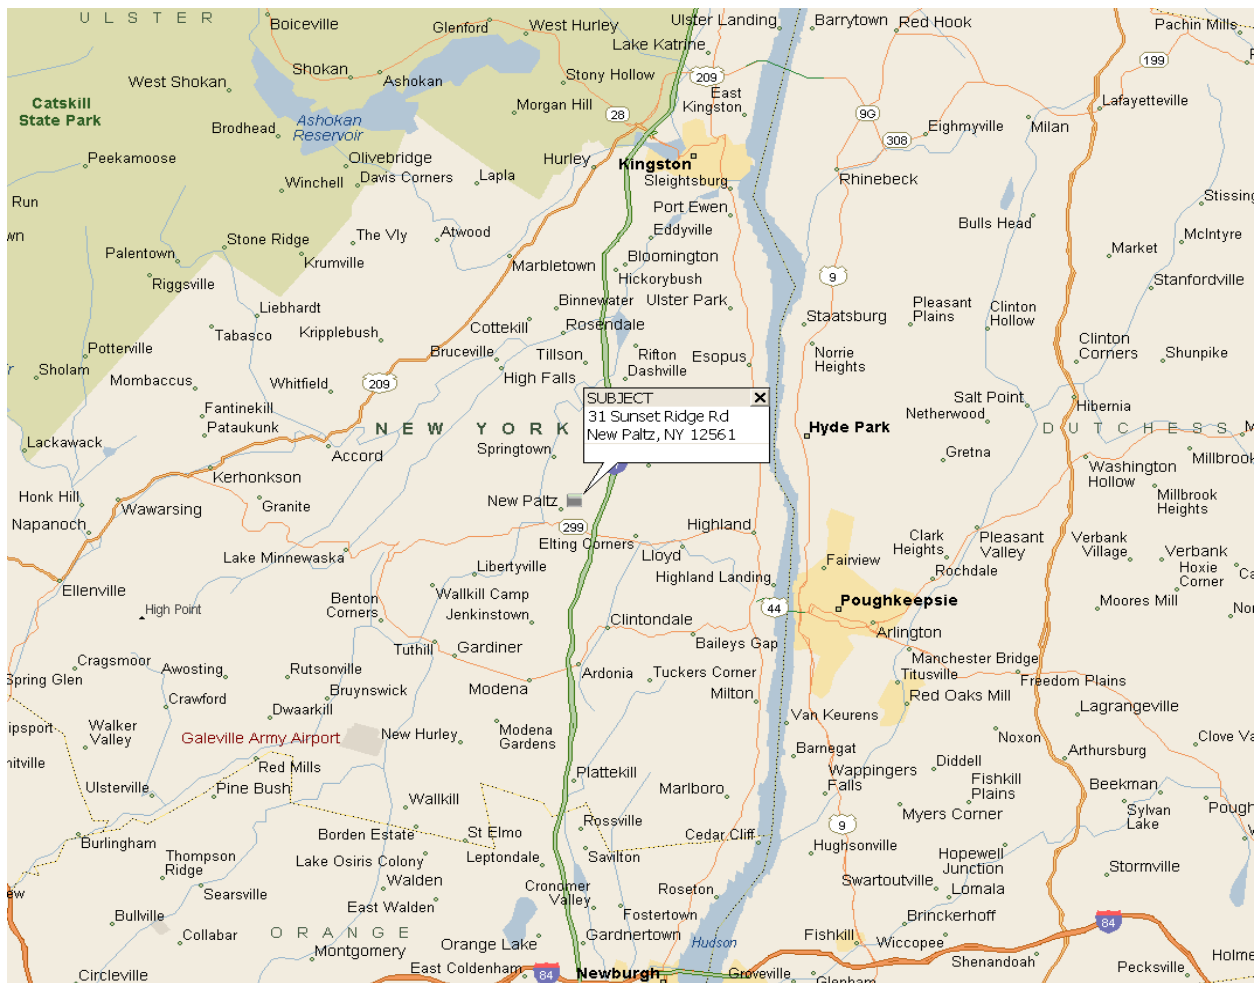 ULSTER
Boiceville
Glenford
West Hurley
Ulster Landing
Barrytown
Red Hook
Pachin Mills
Lake Katrine
199
Shokan
Ashokan
Stony Hollow
209
West Shokan
East
Kingston
Lafayetteville
Catskill
State Park
Morgan Hill
28
9G
Ashokan
Reservoir
Brodhead
308
Eighmyville
Milan
Peekamoose
Olivebridge
Hurley
Kingston
Winchell
Davis Corners
Lapla
Sleightsburg
Rhinebeck
Run
Port Ewen
Stissing
wn
Stone Ridge
The Vly
Atwood
Eddyville
Bulls Head
Market
McIntyre
Palentown
Krumville
Marbletown
Bloomington
Hickorybush
9
Riggsville
Stanfordville
Liebhardt
Binnewater
Ulster Park
Pleasant
Plains
Clinton
Hollow
Tabasco
Kripplebush
Cottekill
Rosendale
Staatsburg
Potterville
Bruceville
Tillson
Rifton
Dashville
Esopus
Norrie
Heights
Clinton
Corners
Shunpike
Sholam
Mombaccus
Whitfield
209
High Falls
SUBJECT
31 Sunset Ridge Rd
New Paltz, NY 12561
Salt Point
Hibernia
Fantinekill
Pataukunk
Netherwood
NEW YORK
Hyde Park
DUTCHESS
Lackawack
Accord
Springtown
Gretna
Washington
Hollow
Millbrook
Kerhonkson
Honk Hill
Wawarsing
Granite
New Paltz
Millbrook
Heights
Napanoch
299
Elting Corners
Highland
Clark
Heights
Pleasant
Valley
Verbank
Village
Verbank
Lake Minnewaska
Lloyd
Fairview
Hoxie
Corner
Ellenville
Libertyville
Highland Landing
Rochdale
High Point
Benton
Corners
Wallkill Camp
Jenkinstown
44
Poughkeepsie
Moores Mill
Clintondale
Arlington
Tuthill
Gardiner
Baileys Gap
Manchester Bridge
Cragsmoor
Awosting
Rutsonville
Ardonia
Tuckers Corner
Titusville
Freedom Plains
Spring Glen
Crawford
Bruynswick
Modena
Milton
Red Oaks Mill
ipsport
Walker
Valley
Dwaarkill
Modena
Gardens
Van Keurens
Lagrangeville
Galeville Army Airport
New Hurley
Noxon
Clove Va
Barnegat
Arthursburg
nitville
Red Mills
Plattekill
Wappingers
Falls
Diddell
Ulsterville
Pine Bush
Wallkill
Marlboro
Fishkill
Plains
Beekman
Myers Corner
Sylvan
Lake
Pough
Burlingham
Borden Estate
St Elmo
Rossville
Cedar Cliff
9
Hughsonville
Thompson
Ridge
Lake Osiris Colony
Leptondale
Savilton
Hopewell
Junction
Stormville
ew
Searsville
Walden
Cronomer
Valley
Roseton
Swartoutville
Lomala
Bullville
East Walden
Fostertown
Brinckerhoff
84
Collabar
ORANGE
Montgomery
Orange Lake
Gardnertown
Hudson
Fishkill
Wiccopee
Shenandoah
Holme
Circleville
East Coldenham
84
Newburgh
Groveville
Glenham
Pecksville